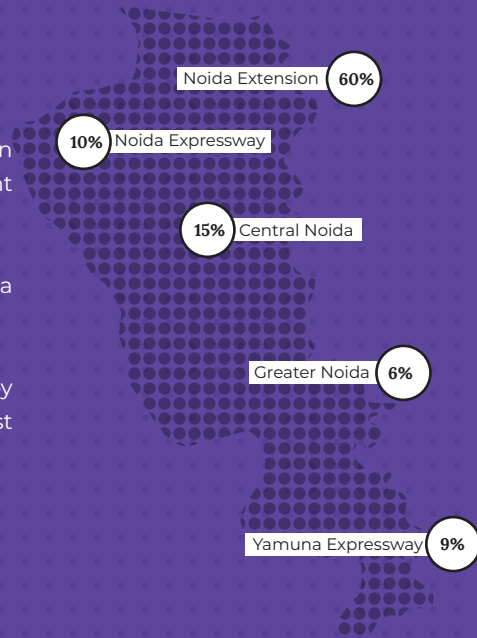 Noida Extension 60%
10% Noida Expressway
15% Central Noida
Greater Noida 6%
Yamuna Expressway 9%